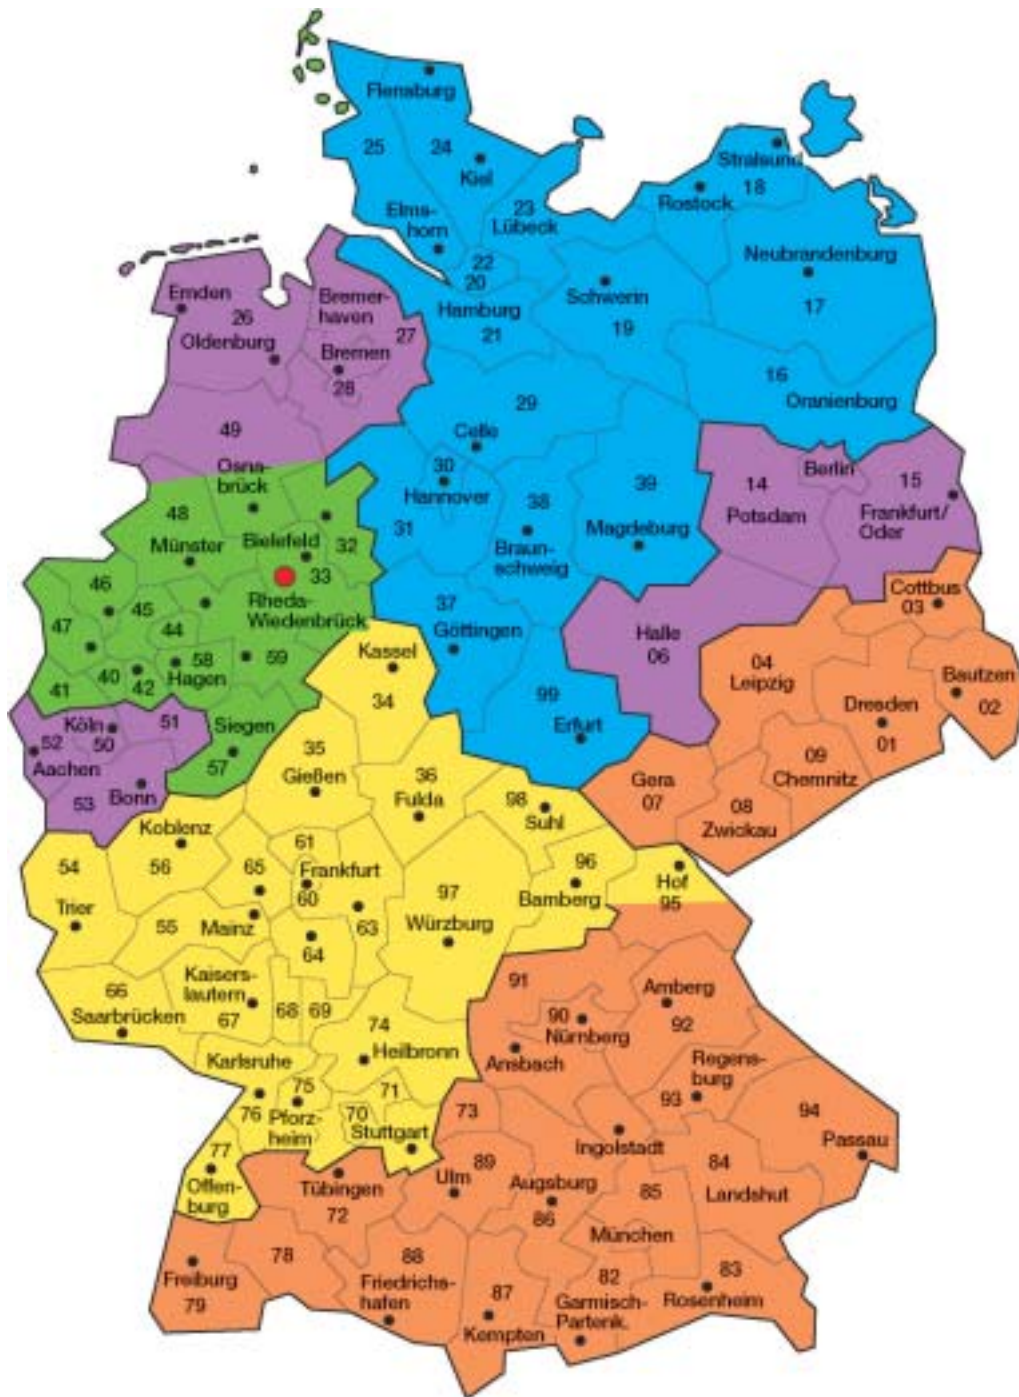 Flensburg
25
24
Kiel
Stralsund
18
Rostock
23
Lübeck
Elms-
horn
22
20
Hamburg
21
Schwerin
19
Neubrandenburg
17
16
Oranienburg
Emden
26
Oldenburg
Bremer-
haven
27
Bremen
28
49
29
Celle
30
Hannover
31
38
Braun-
schweig
39
Magdeburg
14
Potsdam
Berlin
15
Frankfurt/
Oder
Osna-
brück
48
Münster
Bielefeld
32
33
Rheda-
Wiedenbrück
46
45
47
44
58
59
40
42
Hagen
41
Siegen
57
37
Göttingen
99
Erfurt
Halle
06
Cottbus
03
04
Leipzig
Bautzen
02
Dresden
01
09
Chemnitz
Gera
07
08
Zwickau
Köln
51
52
50
Aachen
53
Bonn
Kassel
34
35
Gießen
36
Fulda
98
Suhl
Koblenz
56
54
Trier
55
61
65
Frankfurt
60
63
Mainz
64
97
Würzburg
96
Bamberg
Hof
95
66
Saarbrücken
Kaisers-
lautern
67
68
69
74
Heilbronn
Karlsruhe
75
76
Pforz-
heim
71
70
Stuttgart
77
Offen-
burg
91
90
Nürnberg
Ansbach
Amberg
92
Regens-
burg
93
94
Passau
73
Ingolstadt
89
Ulm
Augsburg
86
85
84
Landshut
München
Tübingen
72
78
Freiburg
79
88
Friedrichs-
hafen
87
Kempten
82
Garmisch-
Partenk.
83
Rosenheim